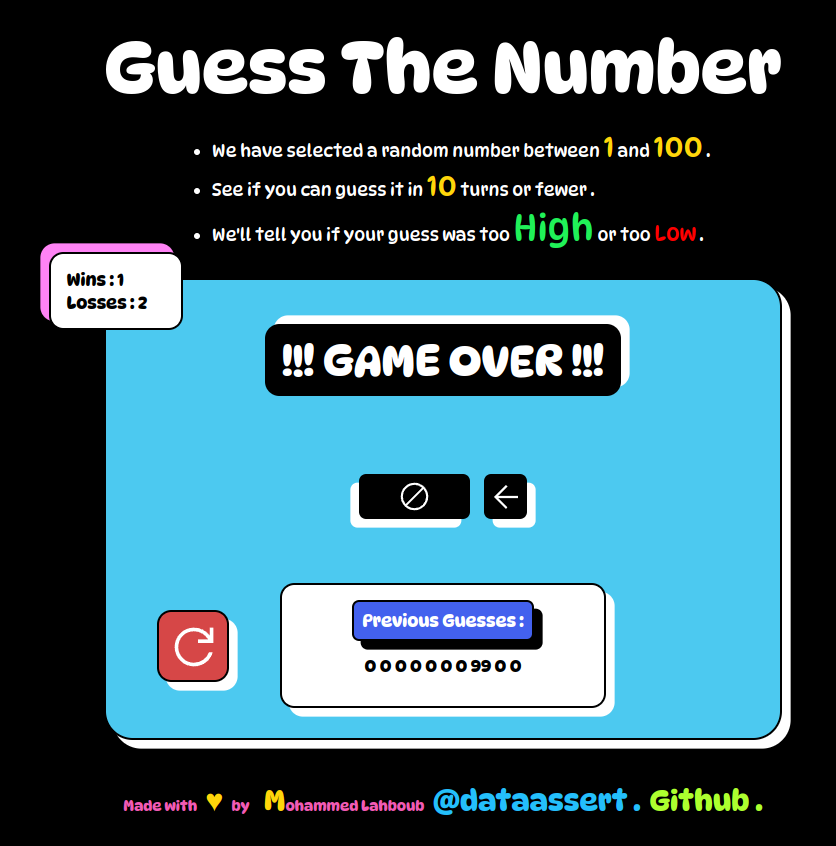 Guess The Number
We have selected a random number between 1 and 100 .
See if you can guess it in 10 turns or fewer .
We'll tell you if your guess was too High or too Low .
Wins : 1
Losses : 2
!!! GAME OVER !!!
Previous Guesses :
0 0 0 0 0 0 0 99 0 0
Made with ♥ by Mohammed Lahboub @dataassert . Github .